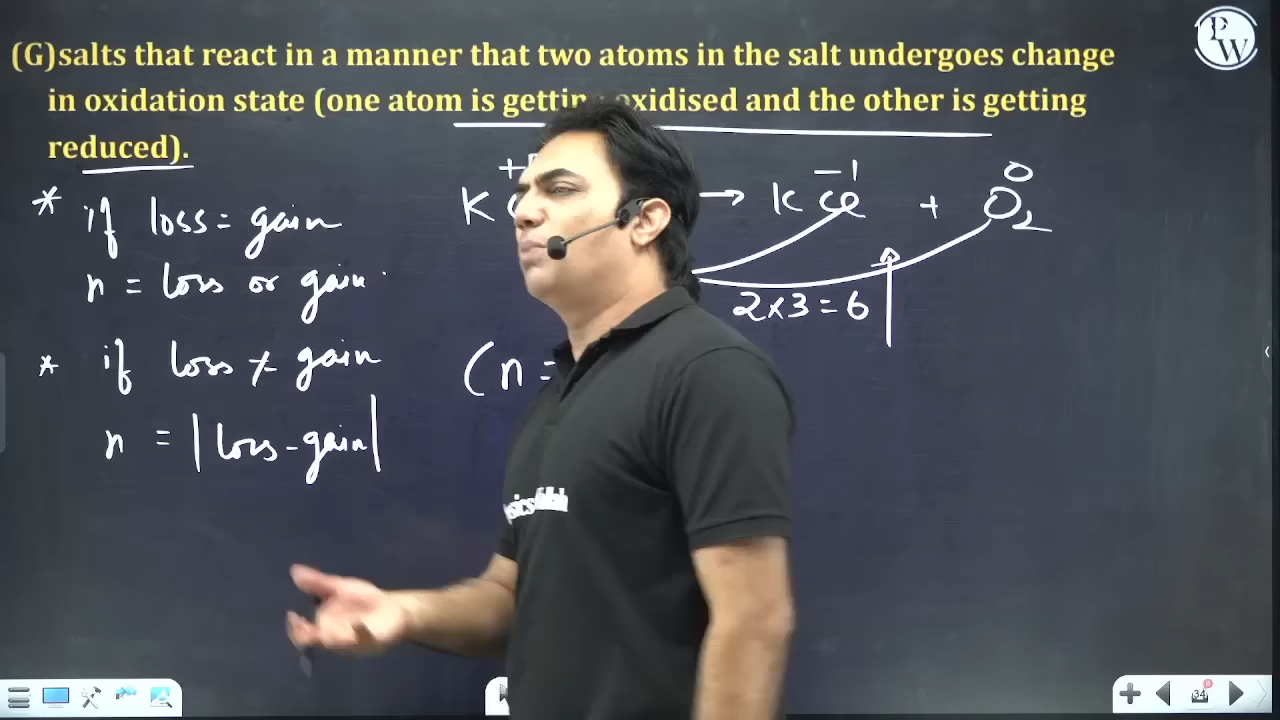 (G)salts that react in a manner that two atoms in the salt undergoes change
in oxidation state (one atom is getting oxidised and the other is getting
reduced).
* if loss = gain
n = loss or gain
* if loss ≠ gain
n = |loss - gain|
K → K Cl + O2
-1 0
2×3=6
(n =
PW
34